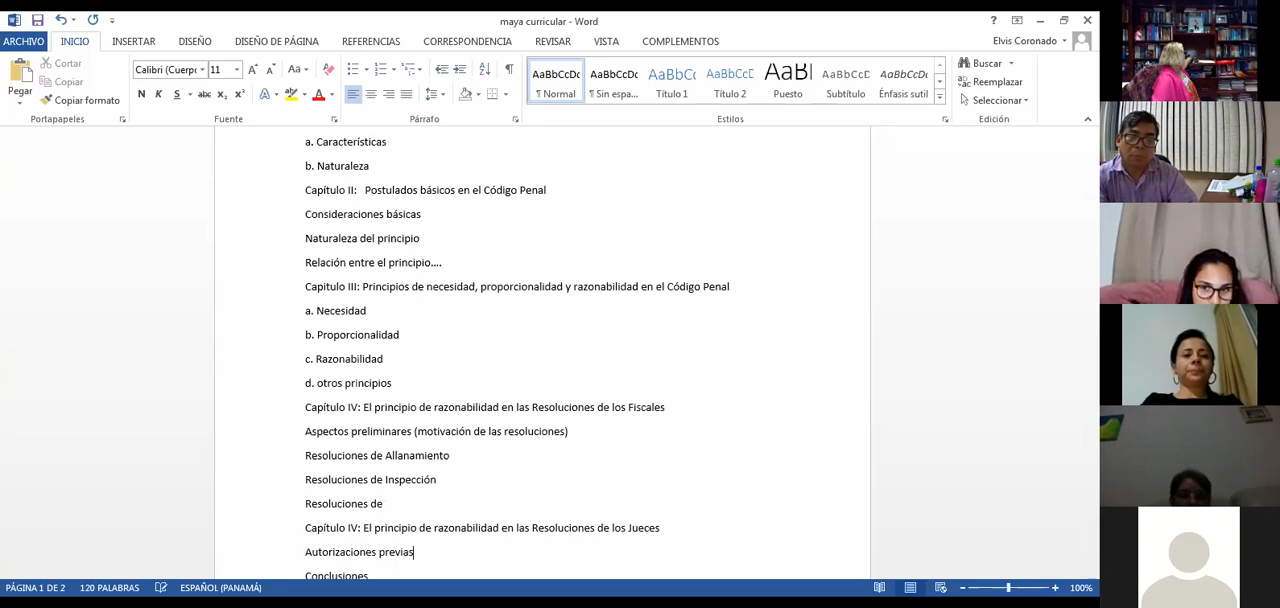 maya curricular - Word
ARCHIVO INICIO INSERTAR DISEÑO DISEÑO DE PÁGINA REFERENCIAS CORRESPONDENCIA REVISAR VISTA COMPLEMENTOS Elvis Coronado
Pegar
Cortar
Copiar
Copiar formato
Portapapeles
Calibri (Cuerpo 11
N K S abc x₂ x²
Fuente
Párrafo
AaBbCcDc AaBbCcDc AaBbCc AaBbCcD AaBl AaBbCcD AaBbCcDc
¶ Normal ¶ Sin espa... Título 1 Título 2 Puesto Subtítulo Énfasis sutil
Estilos
Buscar
Reemplazar
Seleccionar
Edición
a. Características
b. Naturaleza
Capítulo II: Postulados básicos en el Código Penal
Consideraciones básicas
Naturaleza del principio
Relación entre el principio....
Capitulo III: Principios de necesidad, proporcionalidad y razonabilidad en el Código Penal
a. Necesidad
b. Proporcionalidad
c. Razonabilidad
d. otros principios
Capítulo IV: El principio de razonabilidad en las Resoluciones de los Fiscales
Aspectos preliminares (motivación de las resoluciones)
Resoluciones de Allanamiento
Resoluciones de Inspección
Resoluciones de
Capítulo IV: El principio de razonabilidad en las Resoluciones de los Jueces
Autorizaciones previas
Conclusiones
PÁGINA 1 DE 2 120 PALABRAS ESPAÑOL (PANAMÁ) 100%